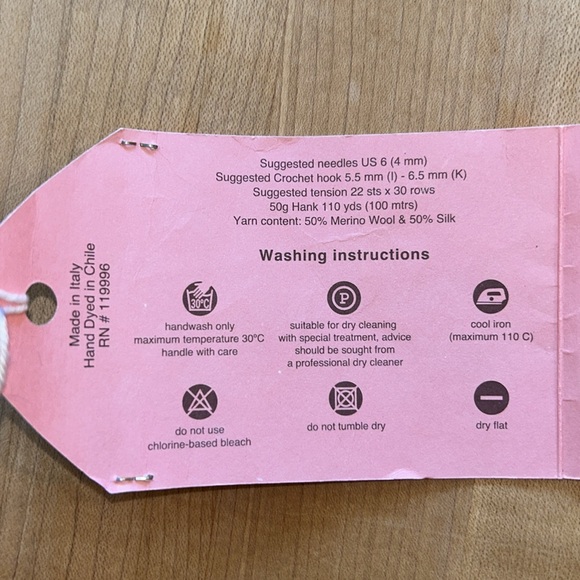 Suggested needles US 6 (4 mm)
Suggested Crochet hook 5.5 mm (I) - 6.5 mm (K)
Suggested tension 22 sts x 30 rows
50g Hank 110 yds (100 mtrs)
Yarn content: 50% Merino Wool & 50% Silk
Washing instructions
Made in Italy
Hand Dyed in Chile
RN # 119996
30°C
handwash only
maximum temperature 30ºC
handle with care
P
suitable for dry cleaning
with special treatment, advice
should be sought from
a professional dry cleaner
cool iron
(maximum 110 C)
do not use
chlorine-based bleach
do not tumble dry
dry flat